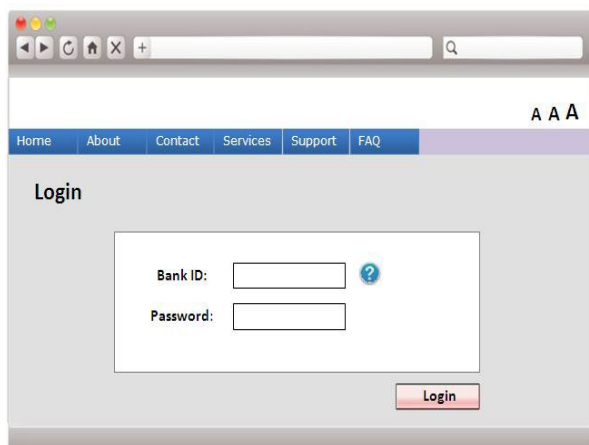 A A A
Home About Contact Services Support FAQ
Login
Bank ID: ?
Password:
Login